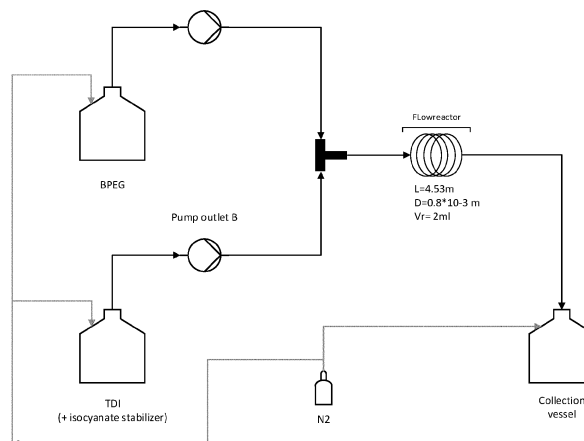 FLowreactor
BPEG
L=4.53m
D=0.8*10-3 m
Vr= 2ml
Pump outlet B
TDI
(+ isocyanate stabilizer)
N2
Collection
vessel